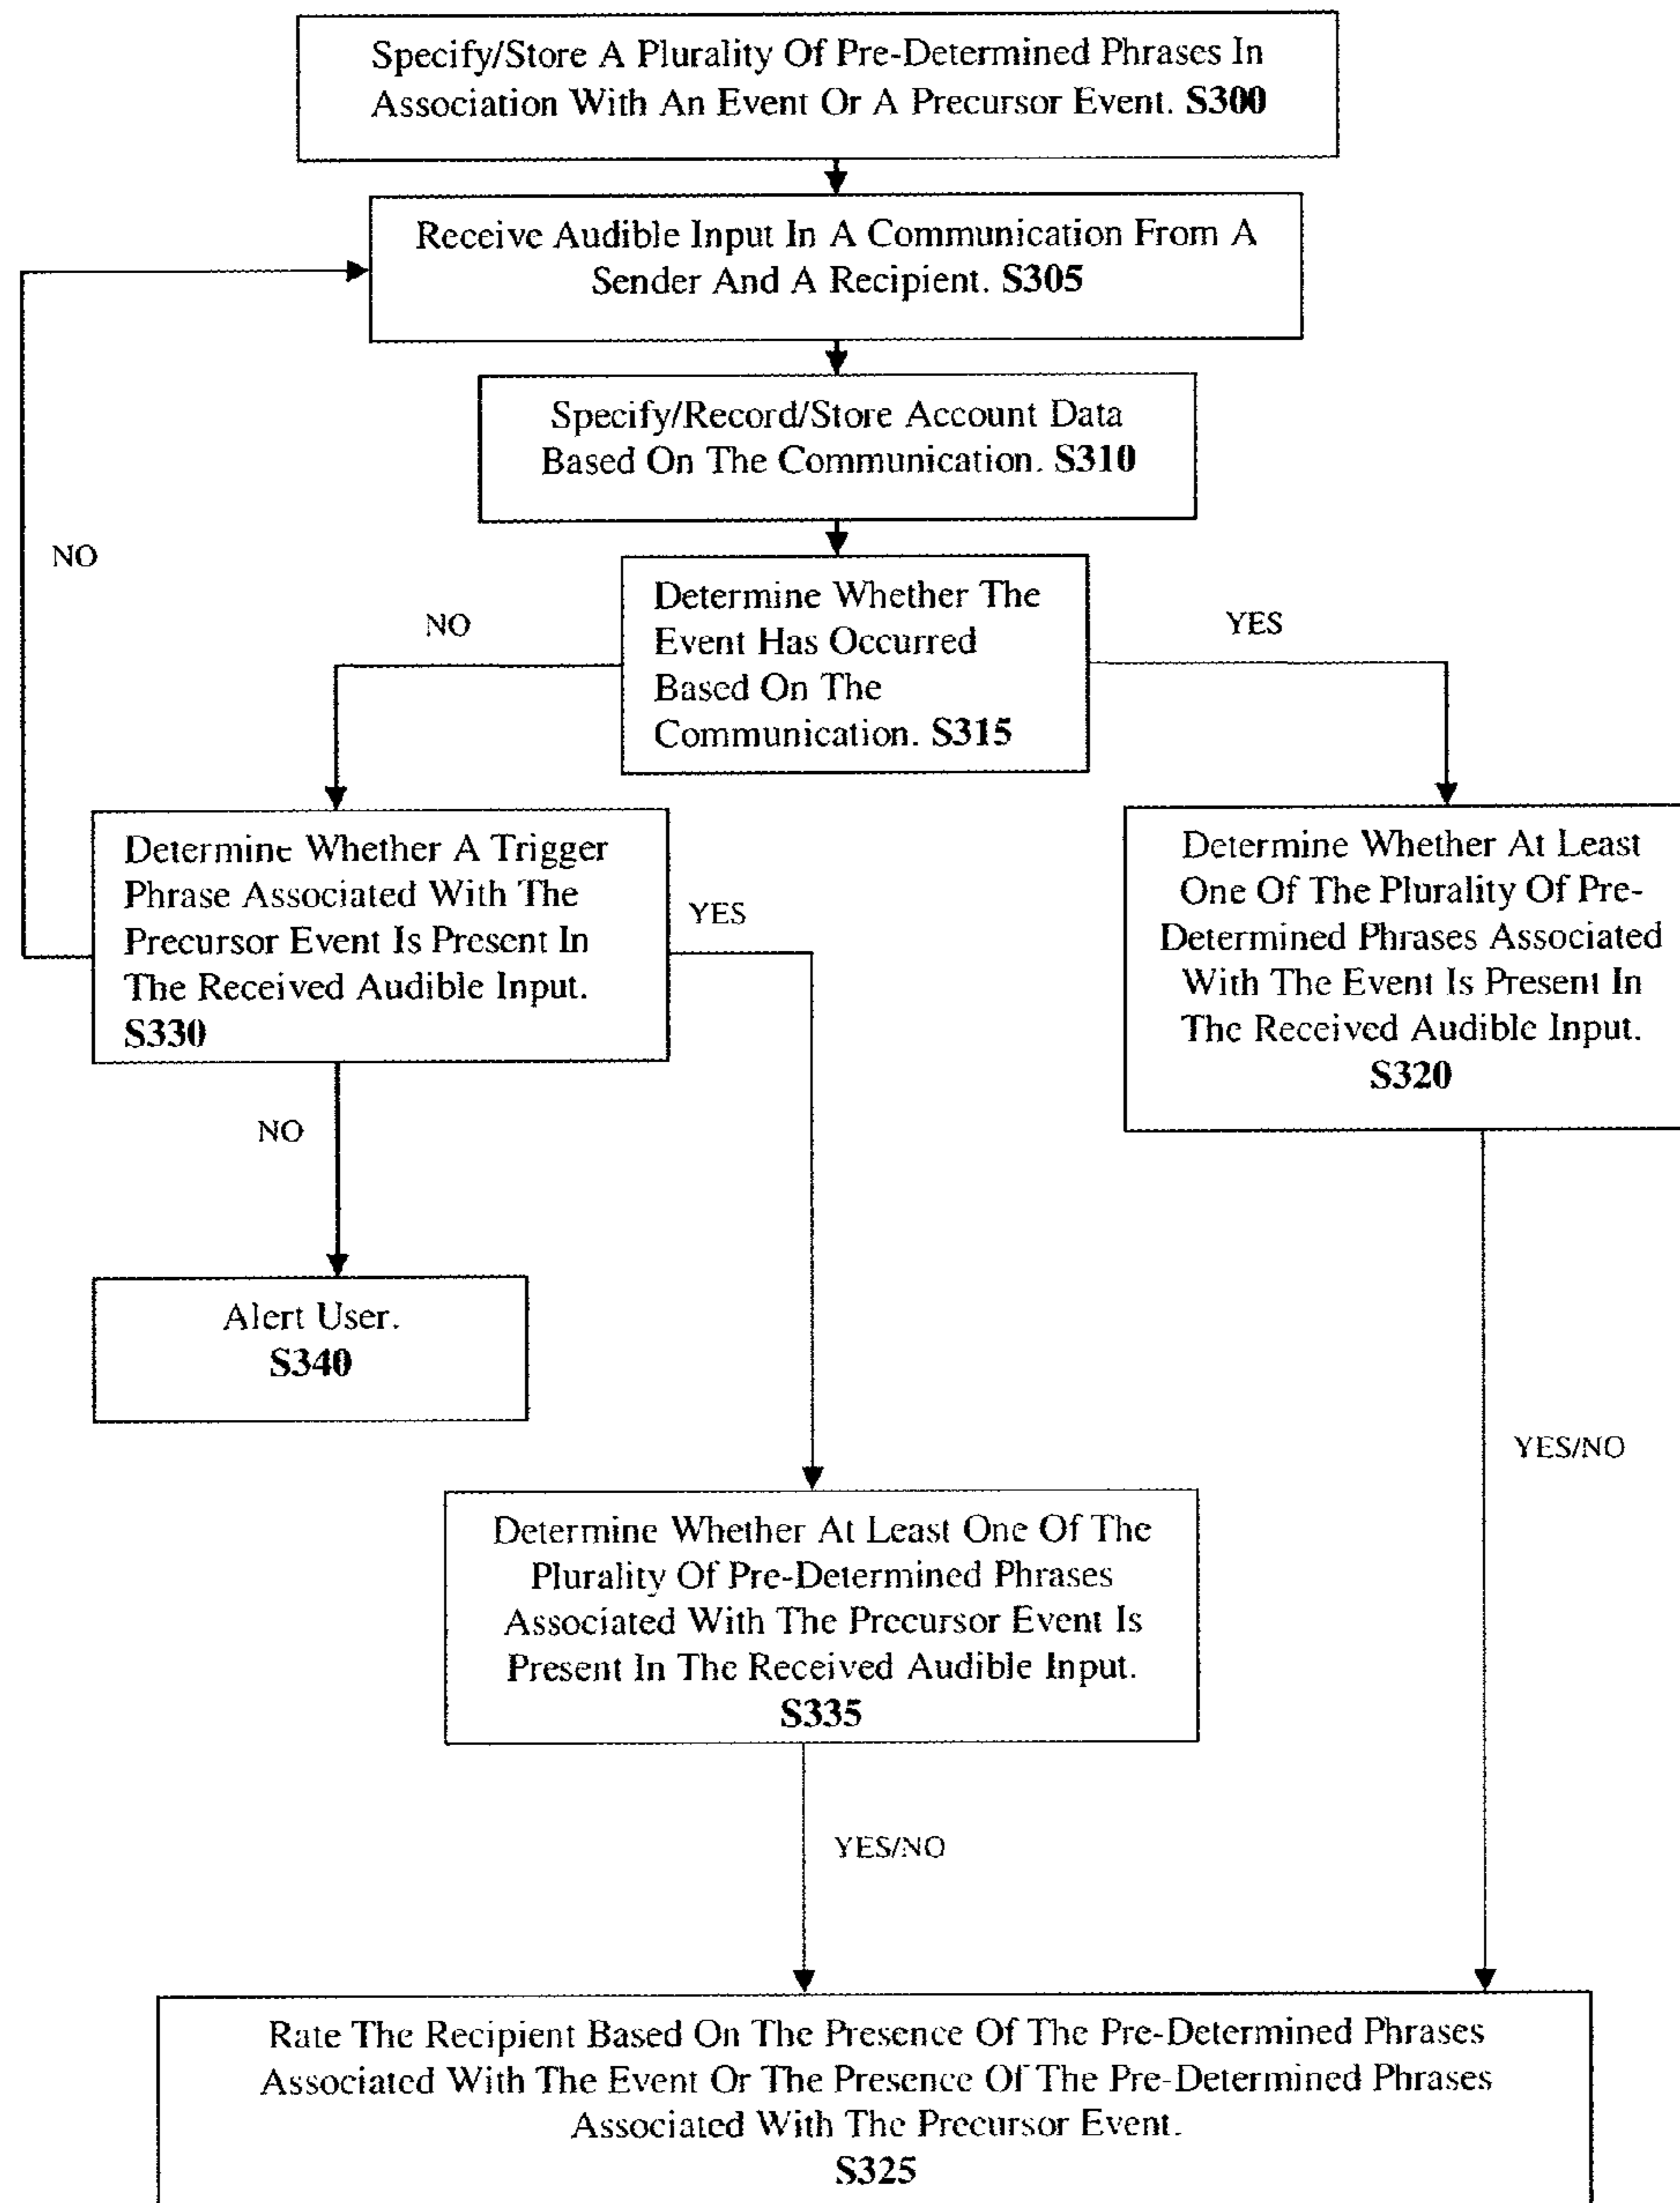 Specify/Store A Plurality Of Pre-Determined Phrases In
Association With An Event Or A Precursor Event. S300
Receive Audible Input In A Communication From A
Sender And A Recipient. S305
Specify/Record/Store Account Data
Based On The Communication. S310
NO
Determine Whether The
Event Has Occurred
Based On The
Communication. S315
NO
YES
Determine Whether A Trigger
Phrase Associated With The
Precursor Event Is Present In
The Received Audible Input.
S330
YES
Determine Whether At Least
One Of The Plurality Of Pre-
Determined Phrases Associated
With The Event Is Present In
The Received Audible Input.
S320
NO
Alert User.
S340
YES/NO
Determine Whether At Least One Of The
Plurality Of Pre-Determined Phrases
Associated With The Precursor Event Is
Present In The Received Audible Input.
S335
YES/NO
Rate The Recipient Based On The Presence Of The Pre-Determined Phrases
Associated With The Event Or The Presence Of The Pre-Determined Phrases
Associated With The Precursor Event.
S325